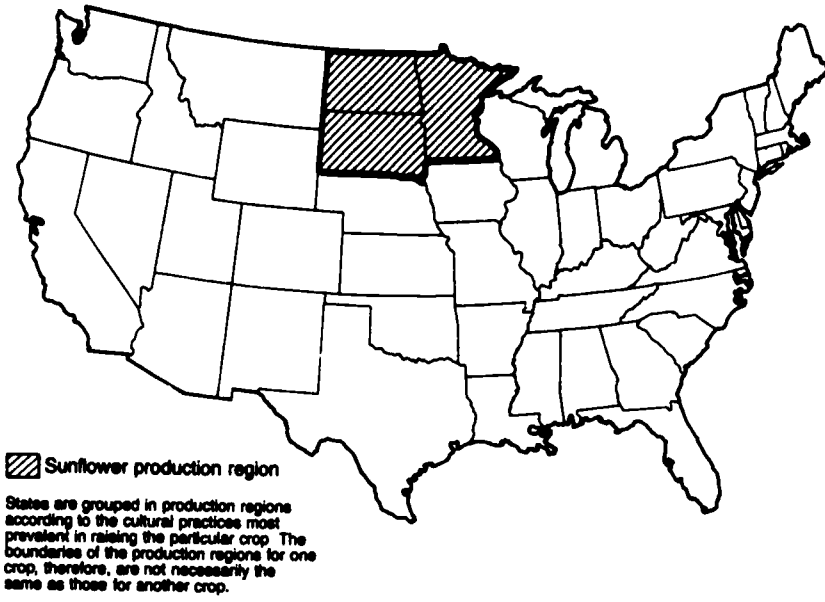 Sunflower production region
States are grouped in production regions
according to the cultural practices most
prevalent in raising the particular crop The
boundaries of the production regions for one
crop, therefore, are not necessarily the
same as those for another crop.